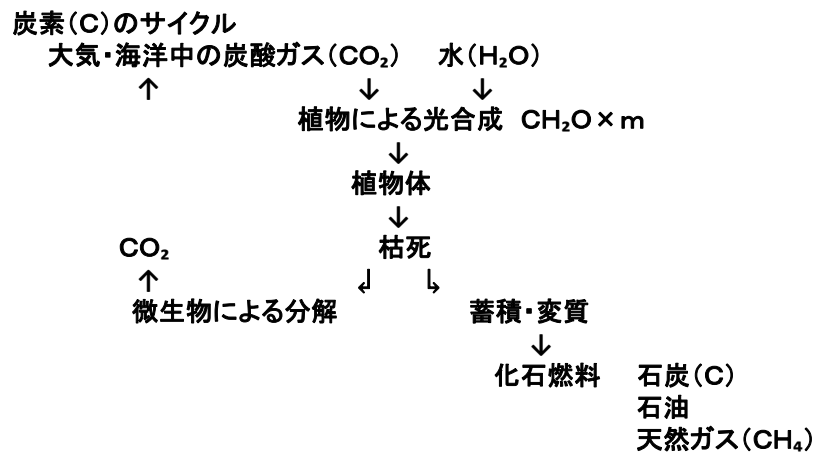 炭素(C)のサイクル
大気・海洋中の炭酸ガス(CO₂) 水(H₂O)
↑ ↓ ↓
植物による光合成 CH₂O×m
↓
植物体
↓
CO₂ 枯死
↑ ↲ ↳
微生物による分解 蓄積・変質
↓
化石燃料 石炭(C)
石油
天然ガス(CH₄)